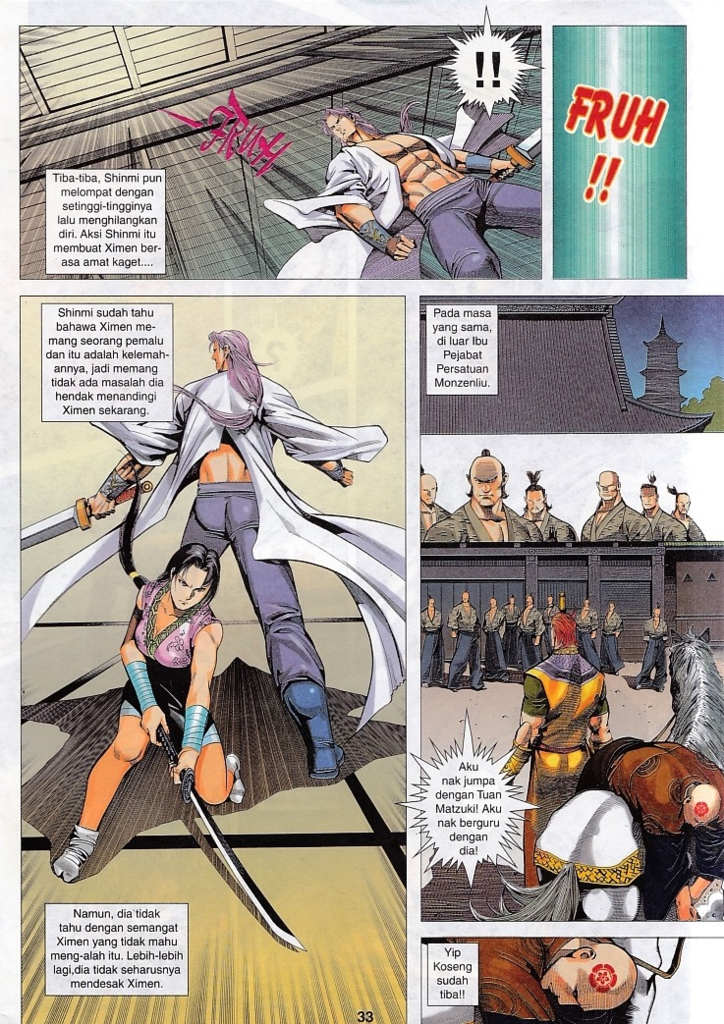 !!
FRUH
!!
FRUH
Tiba-tiba, Shinmi pun
melompat dengan
setinggi-tingginya
lalu menghilangkan
diri. Aksi Shinmi itu
membuat Ximen ber-
asa amat kaget....
Shinmi sudah tahu
bahawa Ximen me-
mang seorang pemalu
dan itu adalah kelemah-
annya, jadi memang
tidak ada masalah dia
hendak menandingi
Ximen sekarang.
Pada masa
yang sama,
di luar Ibu
Pejabat
Persatuan
Monzenliu.
Aku
nak jumpa
dengan Tuan
Matzuki! Aku
nak berguru
dengan
dia!
Namun, dia tidak
tahu dengan semangat
Ximen yang tidak mahu
meng-alah itu. Lebih-lebih
lagi,dia tidak seharusnya
mendesak Ximen.
Yip
Koseng
sudah
tiba!!
33